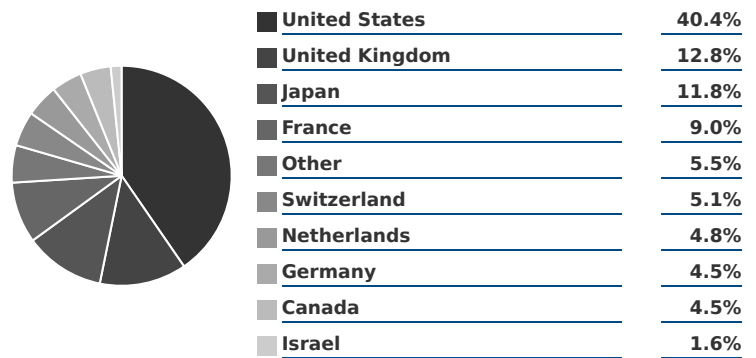 United States 40.4%
United Kingdom 12.8%
Japan 11.8%
France 9.0%
Other 5.5%
Switzerland 5.1%
Netherlands 4.8%
Germany 4.5%
Canada 4.5%
Israel 1.6%